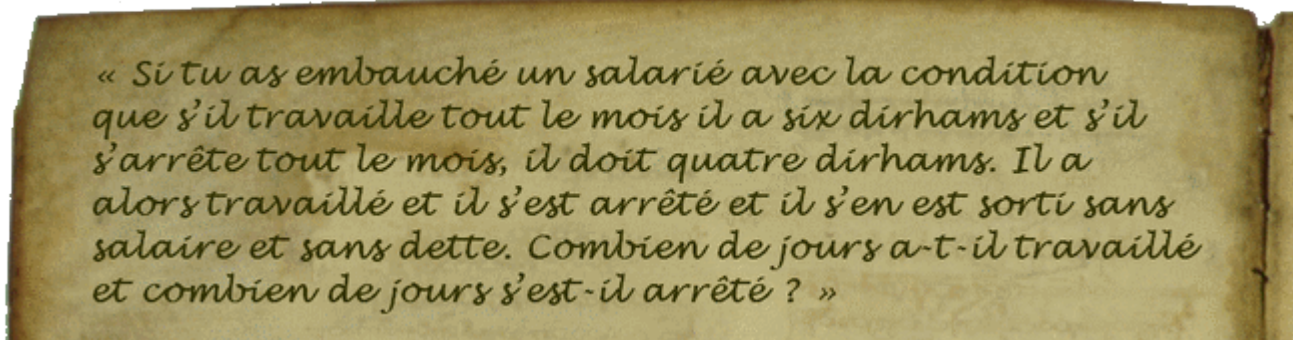 « Si tu as embauché un salarié avec la condition
que s'il travaille tout le mois il a six dirhams et s'il
s'arrête tout le mois, il doit quatre dirhams. Il a
alors travaillé et il s'est arrêté et il s'en est sorti sans
salaire et sans dette. Combien de jours a-t-il travaillé
et combien de jours s'est-il arrêté ? »